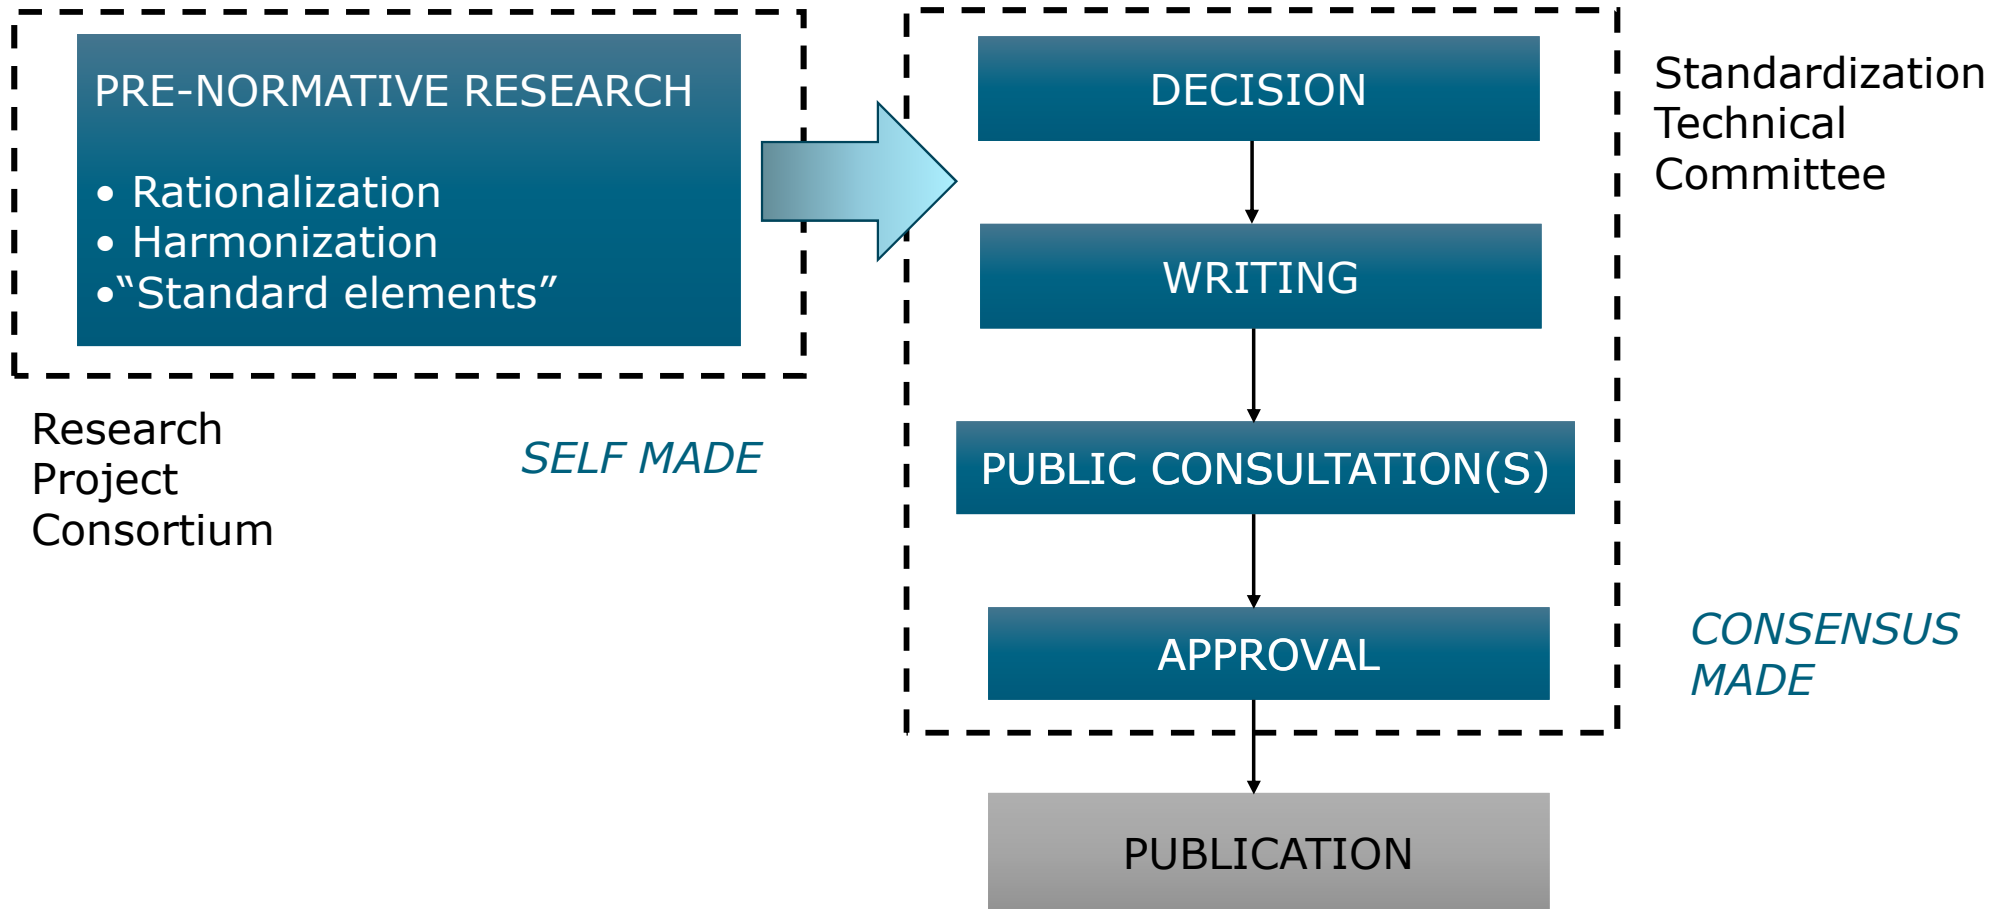 PRE-NORMATIVE RESEARCH
• Rationalization
• Harmonization
•“Standard elements”
Research
Project
Consortium
SELF MADE
DECISION
WRITING
PUBLIC CONSULTATION(S)
APPROVAL
PUBLICATION
Standardization
Technical
Committee
CONSENSUS
MADE